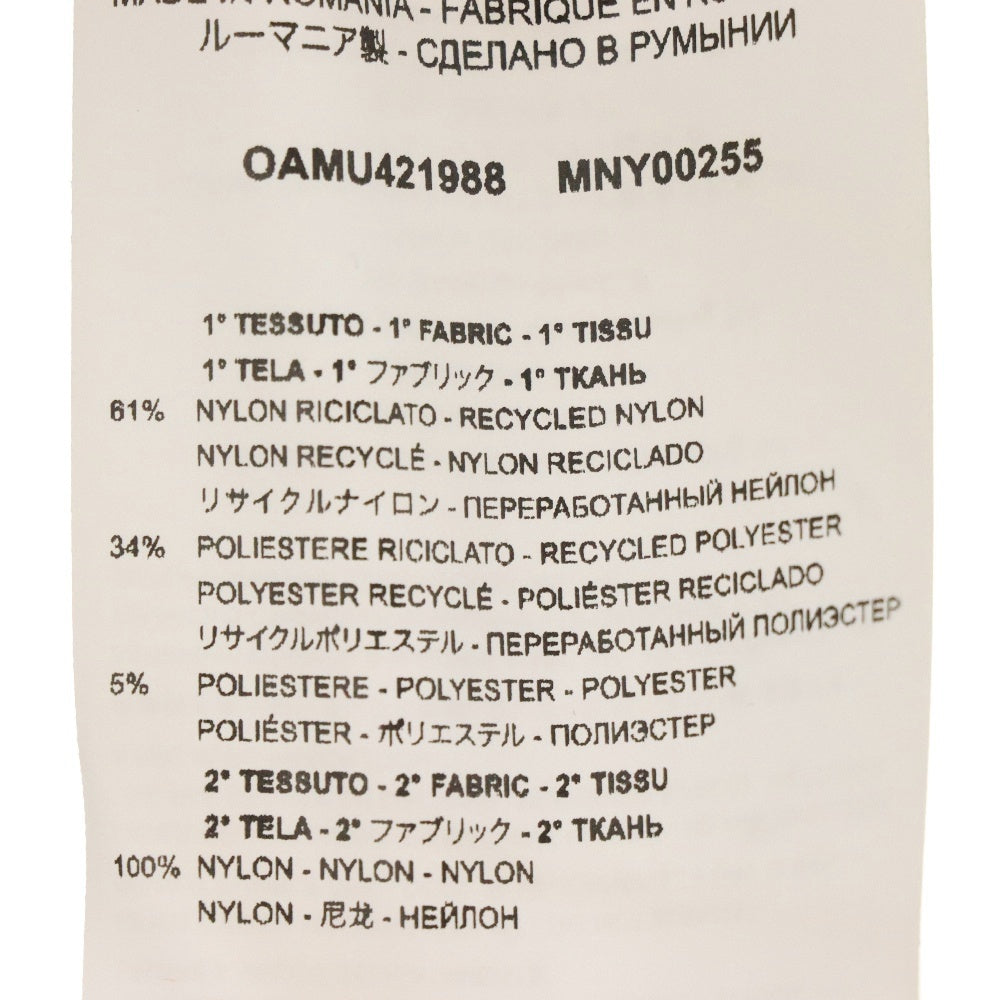 MADE IN ROMANIA - FABRIQUÉ EN
ルーマニア製 - СДЕЛАНО В РУМЫНИИ
OAMU421988 MNY00255
1° TESSUTO - 1° FABRIC - 1° TISSU
1° TELA - 1° ファブリック - 1° ТКАНЬ
61% NYLON RICICLATO - RECYCLED NYLON
NYLON RECYCLÉ - NYLON RECICLADO
リサイクルナイロン - ПЕРЕРАБОТАННЫЙ НЕЙЛОН
34% POLIESTERE RICICLATO - RECYCLED POLYESTER
POLYESTER RECYCLÉ - POLIÉSTER RECICLADO
リサイクルポリエステル - ПЕРЕРАБОТАННЫЙ ПОЛИЭСТЕР
5% POLIESTERE - POLYESTER - POLYESTER
POLIÉSTER - ポリエステル - ПОЛИЭСТЕР
2° TESSUTO - 2° FABRIC - 2° TISSU
2° TELA - 2° ファブリック - 2° ТКАНЬ
100% NYLON - NYLON - NYLON
NYLON - 尼龙 - НЕЙЛОН